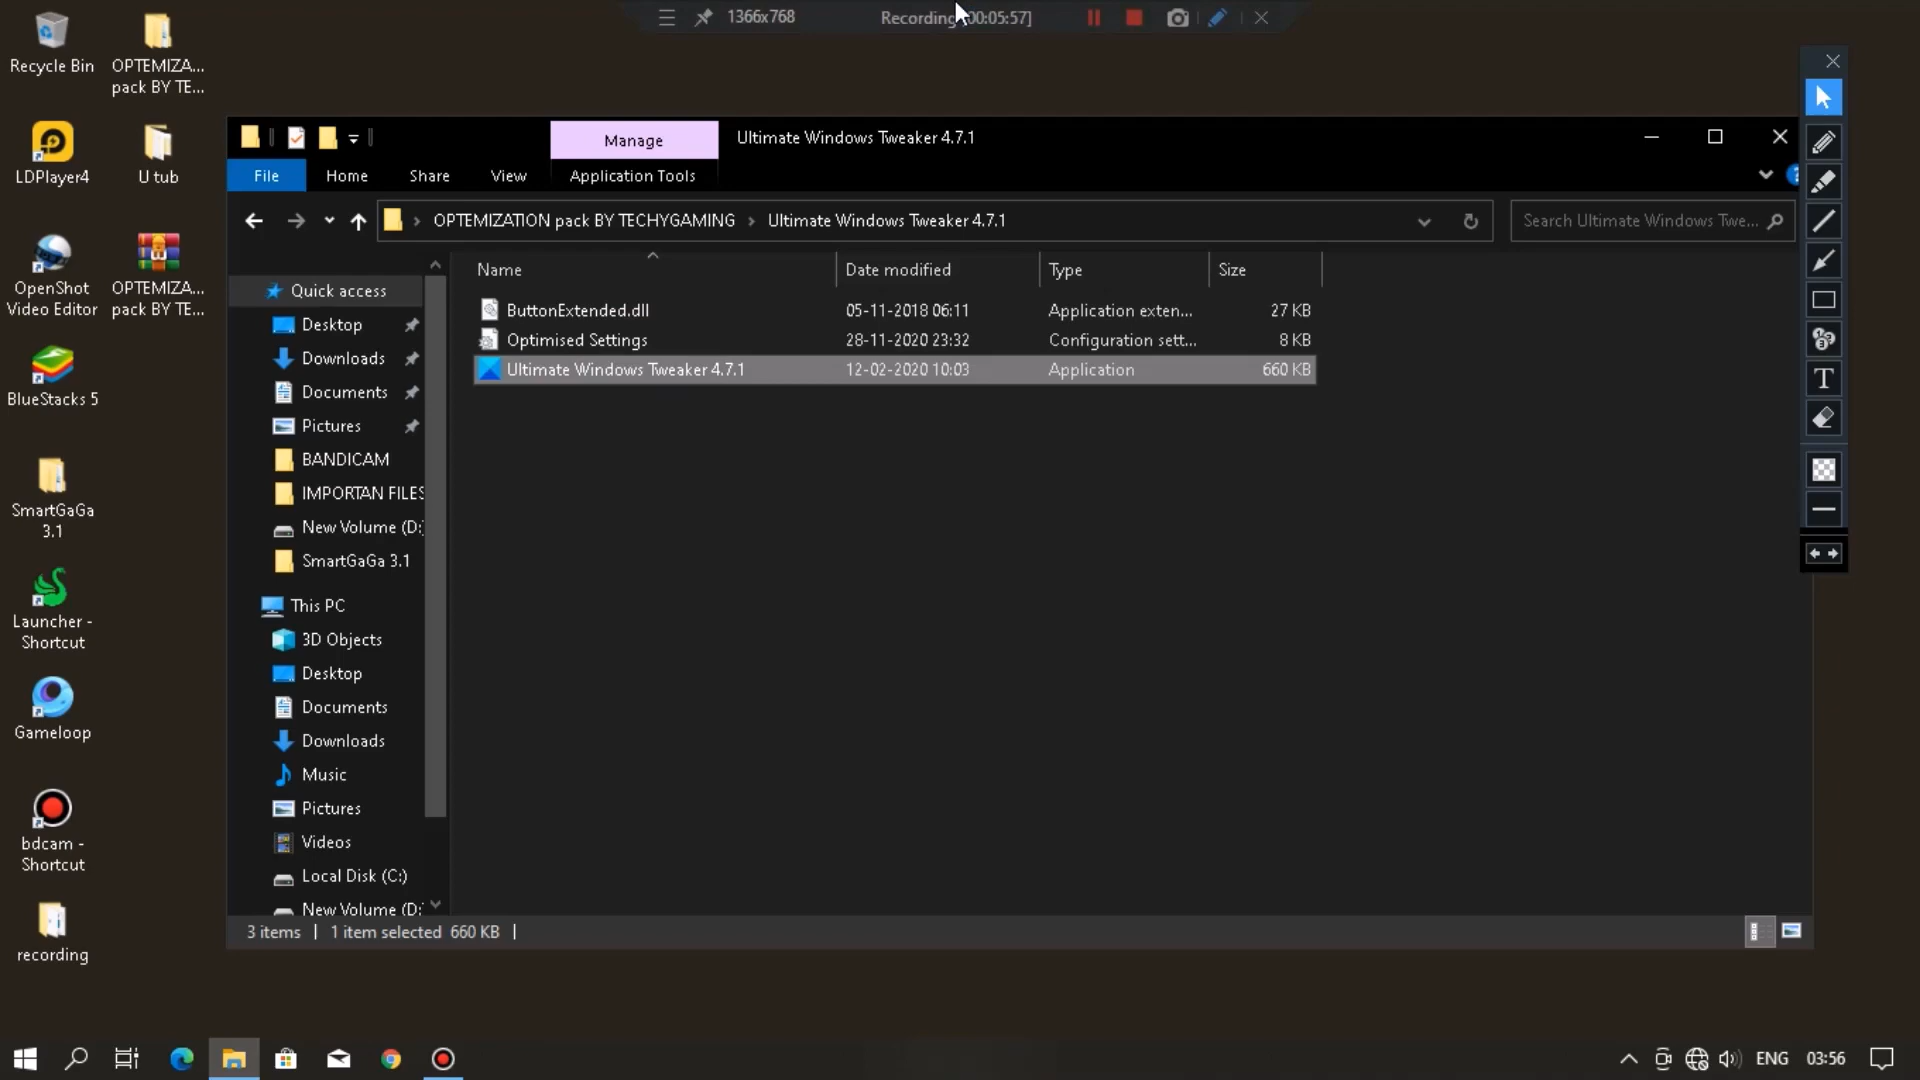 1366x768
Recording
00:05:57]
Recycle Bin
OPTEMIZA...
pack BY TE...
LDPlayer4
U tub
OpenShot
Video Editor
OPTEMIZA...
pack BY TE...
BlueStacks 5
SmartGaGa
3.1
Launcher -
Shortcut
Gameloop
bdcam -
Shortcut
recording
Manage
Ultimate Windows Tweaker 4.7.1
File
Home
Share
View
Application Tools
OPTEMIZATION pack BY TECHYGAMING
Ultimate Windows Tweaker 4.7.1
Search Ultimate Windows Twe...
Name
Date modified
Type
Size
ButtonExtended.dll
05-11-2018 06:11
Application exten...
27 KB
Optimised Settings
28-11-2020 23:32
Configuration sett...
8 KB
Ultimate Windows Tweaker 4.7.1
12-02-2020 10:03
Application
660 KB
Quick access
Desktop
Downloads
Documents
Pictures
BANDICAM
IMPORTAN FILES
New Volume (D:)
SmartGaGa 3.1
This PC
3D Objects
Desktop
Documents
Downloads
Music
Pictures
Videos
Local Disk (C:)
New Volume (D:
3 items
1 item selected 660 KB
T
ENG
03:56